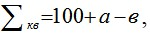 ∑ кв = 100 + а − в,